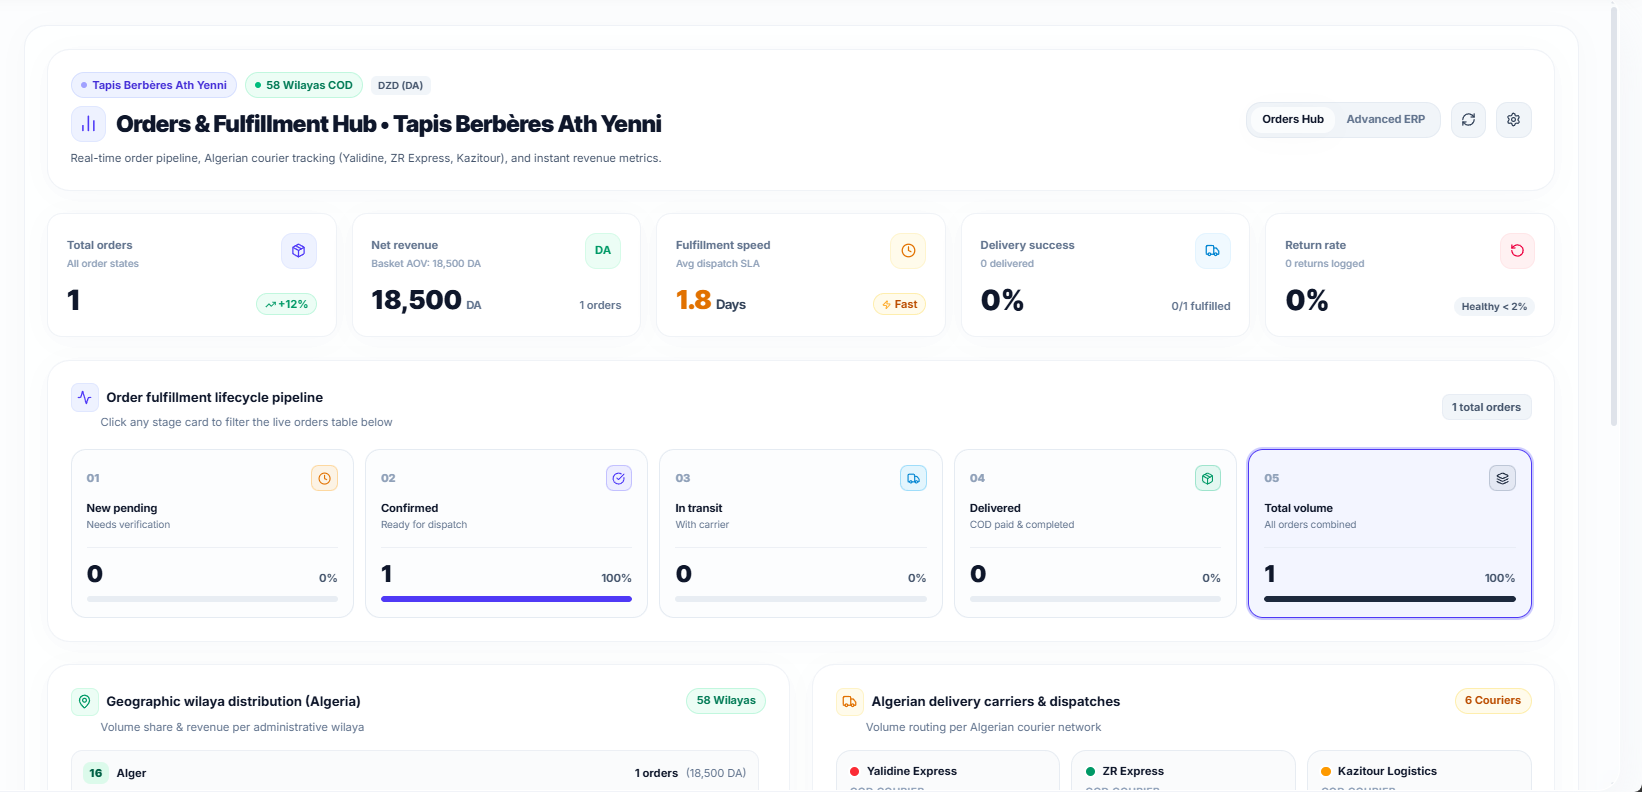 Tapis Berbères Ath Yenni
58 Wilayas COD
DZD (DA)
Orders & Fulfillment Hub • Tapis Berbères Ath Yenni
Real-time order pipeline, Algerian courier tracking (Yalidine, ZR Express, Kazitour), and instant revenue metrics.
Orders Hub
Advanced ERP
Total orders
All order states
1
+12%
Net revenue
Basket AOV: 18,500 DA
DA
18,500 DA
1 orders
Fulfillment speed
Avg dispatch SLA
1.8 Days
Fast
Delivery success
0 delivered
0%
0/1 fulfilled
Return rate
0 returns logged
0%
Healthy < 2%
Order fulfillment lifecycle pipeline
Click any stage card to filter the live orders table below
1 total orders
01
New pending
Needs verification
0
0%
02
Confirmed
Ready for dispatch
1
100%
03
In transit
With carrier
0
0%
04
Delivered
COD paid & completed
0
0%
05
Total volume
All orders combined
1
100%
Geographic wilaya distribution (Algeria)
Volume share & revenue per administrative wilaya
58 Wilayas
16 Alger
1 orders (18,500 DA)
Algerian delivery carriers & dispatches
Volume routing per Algerian courier network
6 Couriers
Yalidine Express
COD COURIER
ZR Express
COD COURIER
Kazitour Logistics
COD COURIER